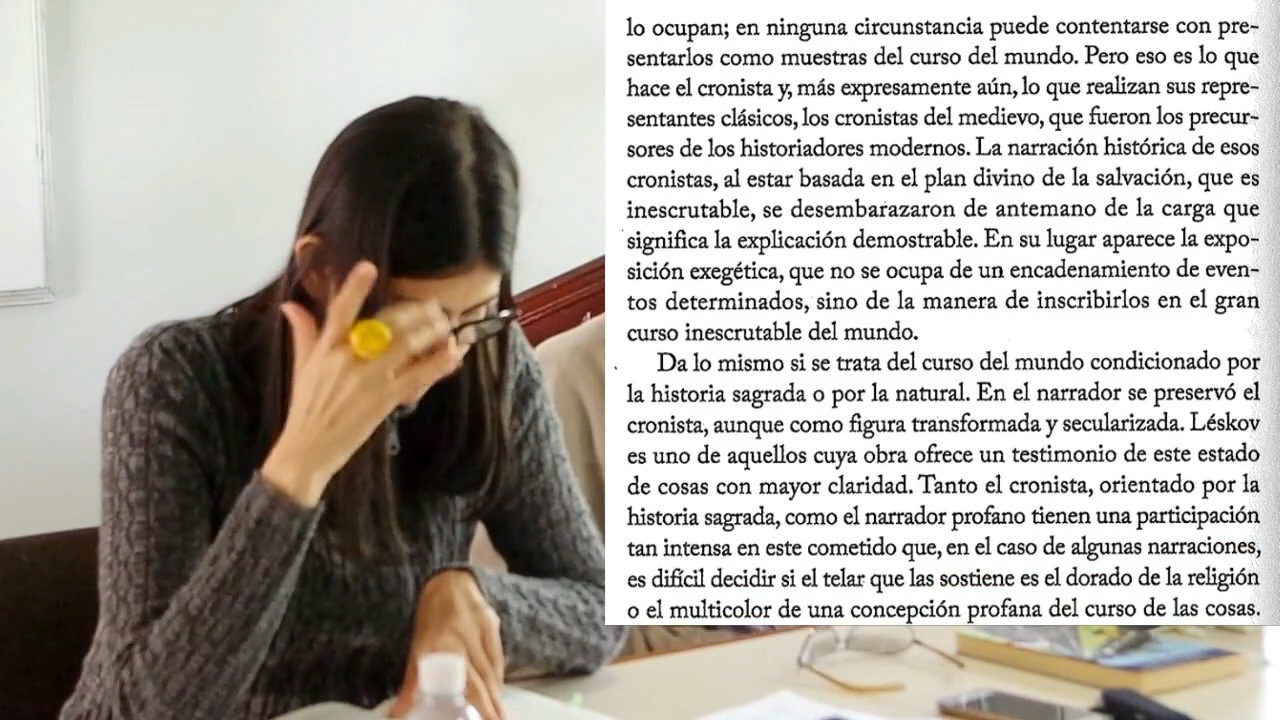 lo ocupan; en ninguna circunstancia puede contentarse con pre-
sentarlos como muestras del curso del mundo. Pero eso es lo que
hace el cronista y, más expresamente aún, lo que realizan sus repre-
sentantes clásicos, los cronistas del medievo, que fueron los precur-
sores de los historiadores modernos. La narración histórica de esos
cronistas, al estar basada en el plan divino de la salvación, que es
inescrutable, se desembarazaron de antemano de la carga que
significa la explicación demostrable. En su lugar aparece la expo-
sición exegética, que no se ocupa de un encadenamiento de even-
tos determinados, sino de la manera de inscribirlos en el gran
curso inescrutable del mundo.
Da lo mismo si se trata del curso del mundo condicionado por
la historia sagrada o por la natural. En el narrador se preservó el
cronista, aunque como figura transformada y secularizada. Léskov
es uno de aquellos cuya obra ofrece un testimonio de este estado
de cosas con mayor claridad. Tanto el cronista, orientado por la
historia sagrada, como el narrador profano tienen una participación
tan intensa en este cometido que, en el caso de algunas narraciones,
es difícil decidir si el telar que las sostiene es el dorado de la religión
o el multicolor de una concepción profana del curso de las cosas.